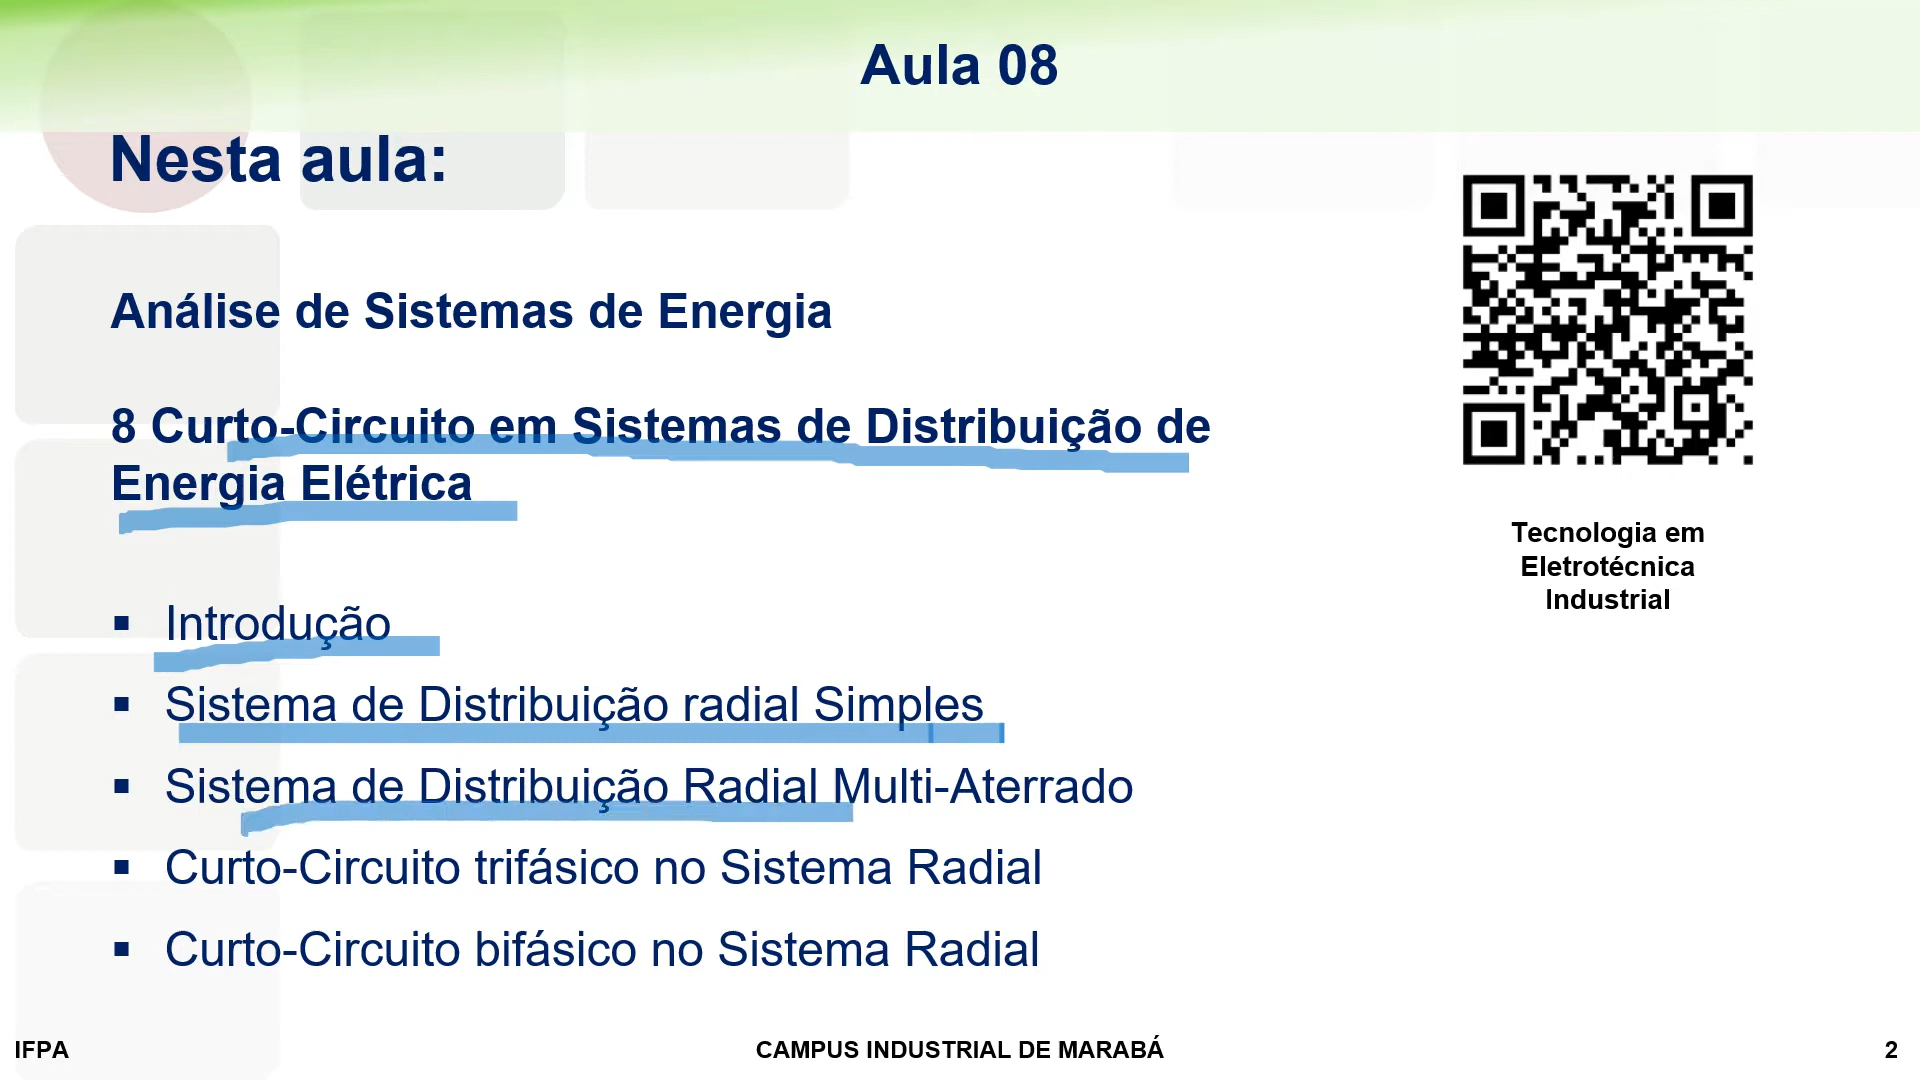 Aula 08
Nesta aula:
Análise de Sistemas de Energia
8 Curto-Circuito em Sistemas de Distribuição de
Energia Elétrica
▪ Introdução
▪ Sistema de Distribuição radial Simples
▪ Sistema de Distribuição Radial Multi-Aterrado
▪ Curto-Circuito trifásico no Sistema Radial
▪ Curto-Circuito bifásico no Sistema Radial
Tecnologia em
Eletrotécnica
Industrial
IFPA
CAMPUS INDUSTRIAL DE MARABÁ
2